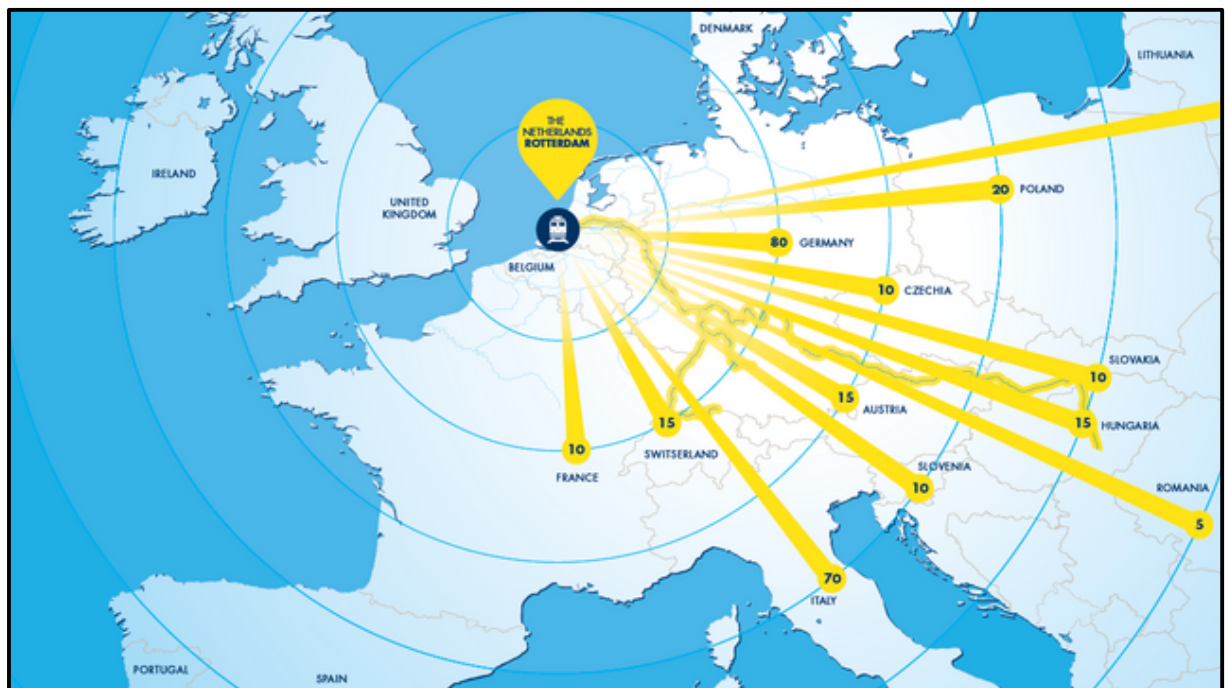 DENMARK
LITHUANIA
THE
NETHERLANDS
ROTTERDAM
IRELAND
20 POLAND
UNITED
KINGDOM
80 GERMANY
BELGIUM
10 CZECHIA
SLOVAKIA
10
15 AUSTRIA
15 HUNGARIA
15
SWITSERLAND
10
FRANCE
SLOVENIA
10
ROMANIA
5
70
ITALY
PORTUGAL
SPAIN